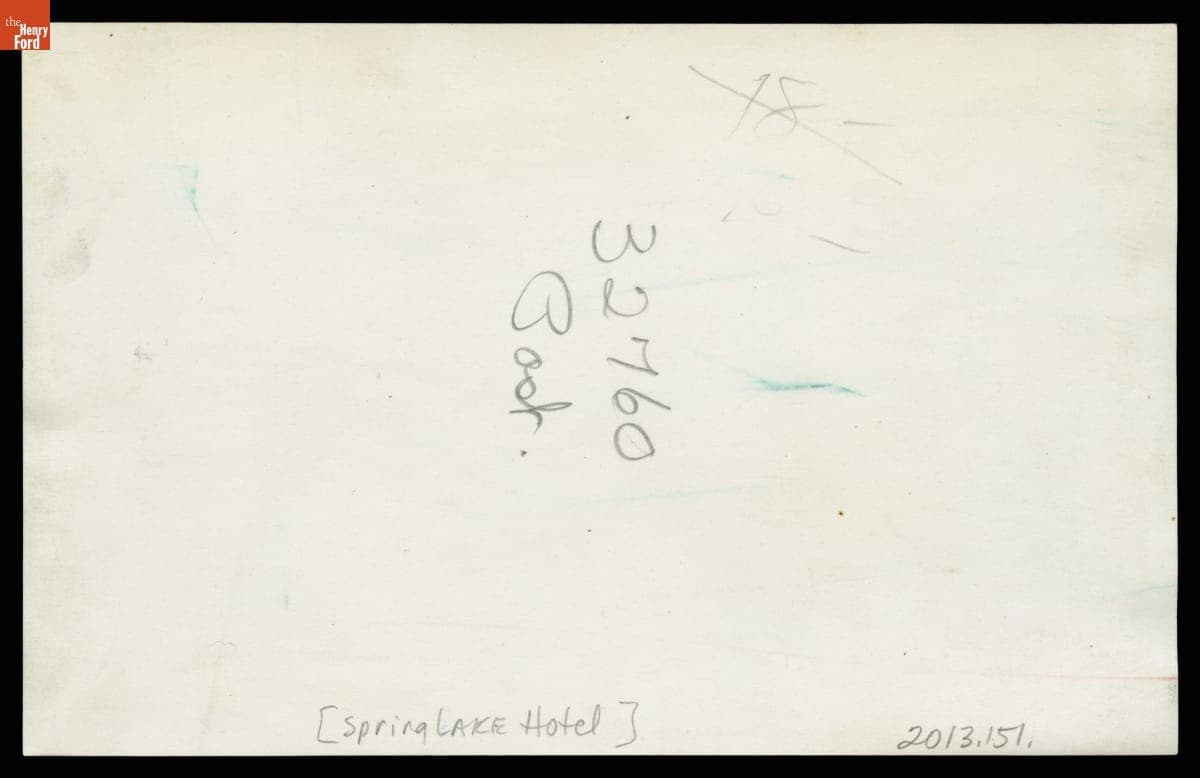 the
Henry
Ford
15 –
32760
[Spring LAKE Hotel]
2013.151.